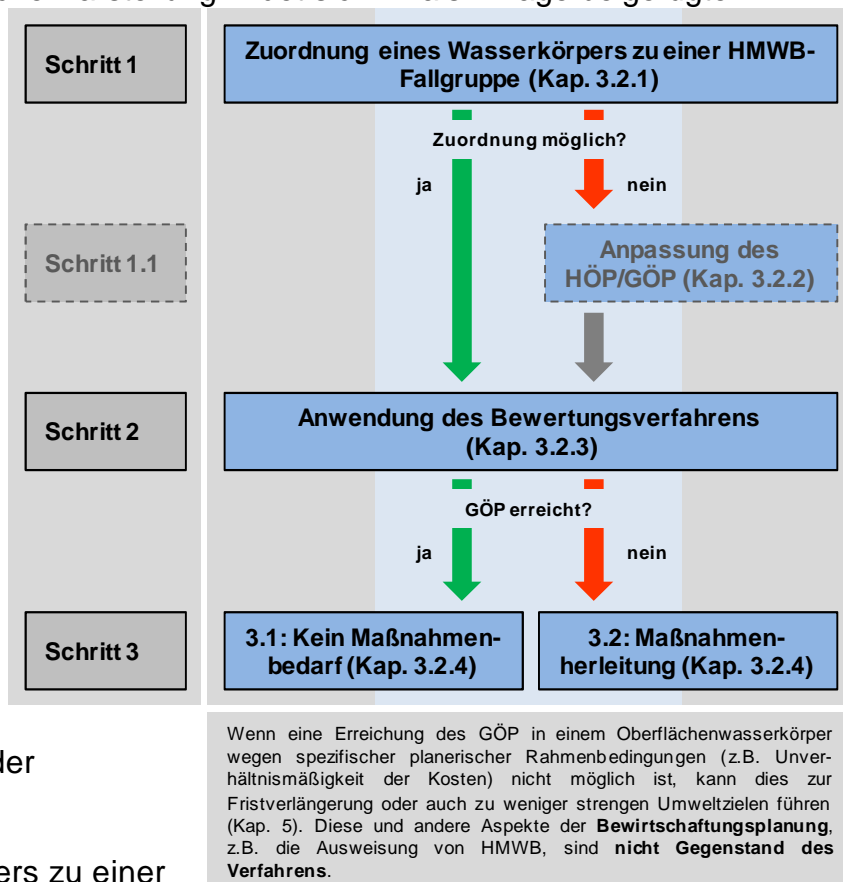 Schritt 1
Zuordnung eines Wasserkörpers zu einer HMWB-
Fallgruppe (Kap. 3.2.1)
Zuordnung möglich?
ja
nein
Schritt 1.1
Anpassung des
HÖP/GÖP (Kap. 3.2.2)
Schritt 2
Anwendung des Bewertungsverfahrens
(Kap. 3.2.3)
GÖP erreicht?
ja
nein
Schritt 3
3.1: Kein Maßnahmen-
bedarf (Kap. 3.2.4)
3.2: Maßnahmen-
herleitung (Kap. 3.2.4)
Wenn eine Erreichung des GÖP in einem Oberflächenwasserkörper
wegen spezifischer planerischer Rahmenbedingungen (z.B. Unver-
hältnismäßigkeit der Kosten) nicht möglich ist, kann dies zur
Fristverlängerung oder auch zu weniger strengen Umweltzielen führen
(Kap. 5). Diese und andere Aspekte der Bewirtschaftungsplanung,
z.B. die Ausweisung von HMWB, sind nicht Gegenstand des
Verfahrens.
der
ers zu einer